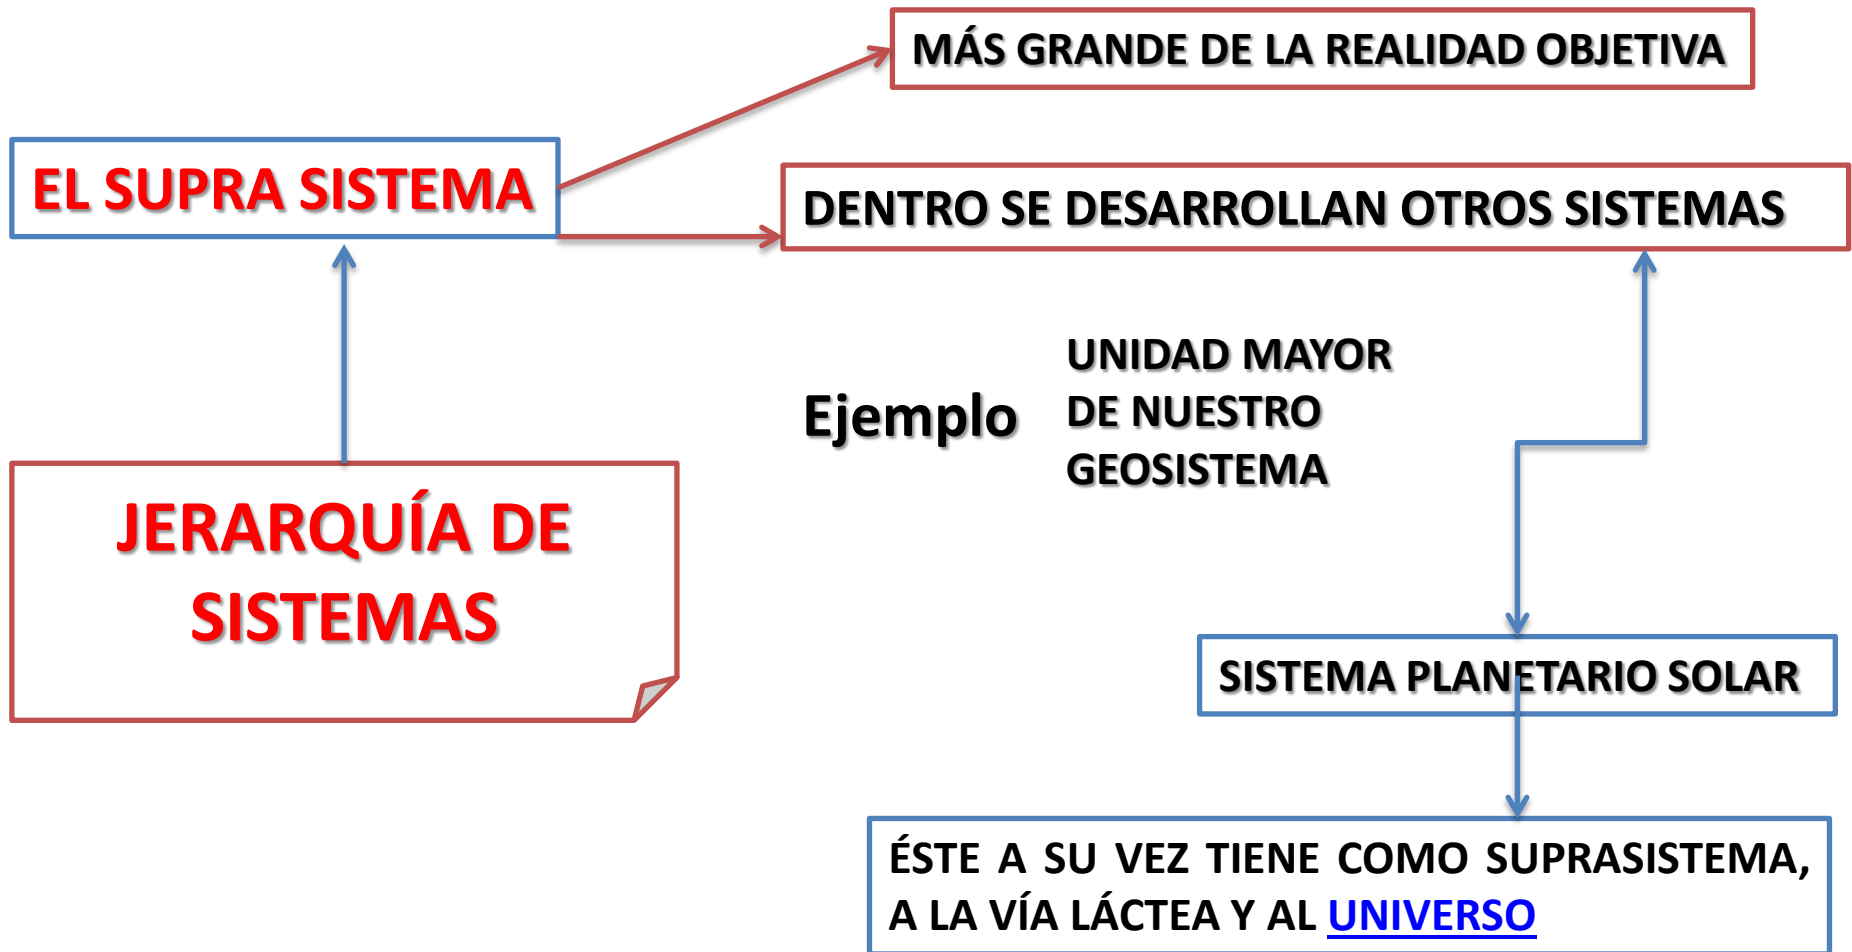 MÁS GRANDE DE LA REALIDAD OBJETIVA
EL SUPRA SISTEMA
DENTRO SE DESARROLLAN OTROS SISTEMAS
Ejemplo
UNIDAD MAYOR
DE NUESTRO
GEOSISTEMA
JERARQUÍA DE
SISTEMAS
SISTEMA PLANETARIO SOLAR
ÉSTE A SU VEZ TIENE COMO SUPRASISTEMA,
A LA VÍA LÁCTEA Y AL UNIVERSO